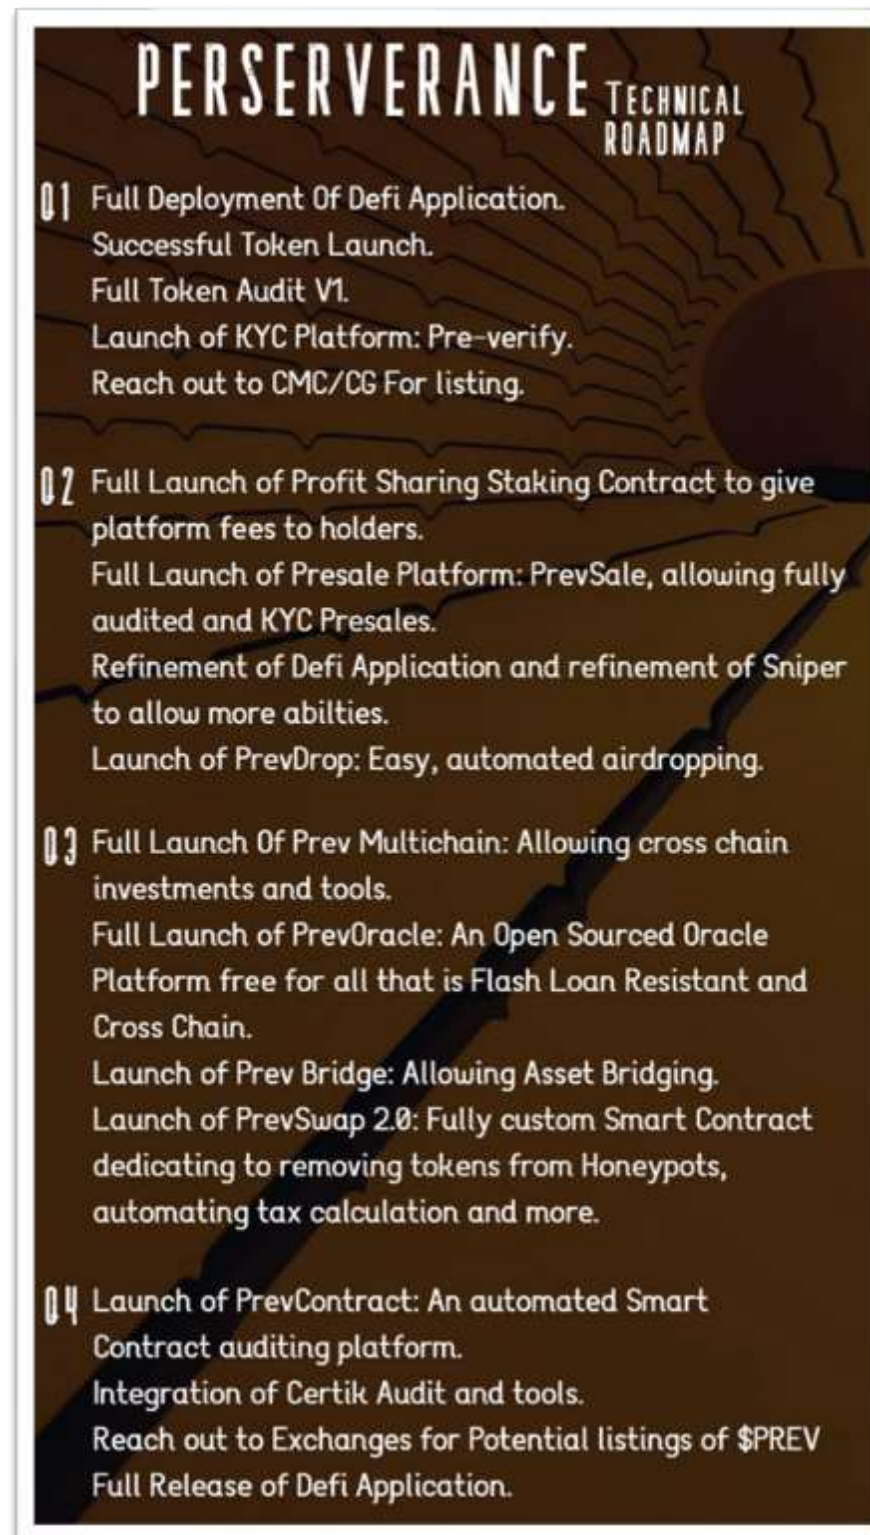 PERSERVERANCE TECHNICAL ROADMAP
Q1 Full Deployment Of Defi Application.
Successful Token Launch.
Full Token Audit V1.
Launch of KYC Platform: Pre-verify.
Reach out to CMC/CG For listing.
Q2 Full Launch of Profit Sharing Staking Contract to give
platform fees to holders.
Full Launch of Presale Platform: PrevSale, allowing fully
audited and KYC Presales.
Refinement of Defi Application and refinement of Sniper
to allow more abilties.
Launch of PrevDrop: Easy, automated airdropping.
Q3 Full Launch Of Prev Multichain: Allowing cross chain
investments and tools.
Full Launch of PrevOracle: An Open Sourced Oracle
Platform free for all that is Flash Loan Resistant and
Cross Chain.
Launch of Prev Bridge: Allowing Asset Bridging.
Launch of PrevSwap 2.0: Fully custom Smart Contract
dedicating to removing tokens from Honeypots,
automating tax calculation and more.
Q4 Launch of PrevContract: An automated Smart
Contract auditing platform.
Integration of Certik Audit and tools.
Reach out to Exchanges for Potential listings of $PREV
Full Release of Defi Application.